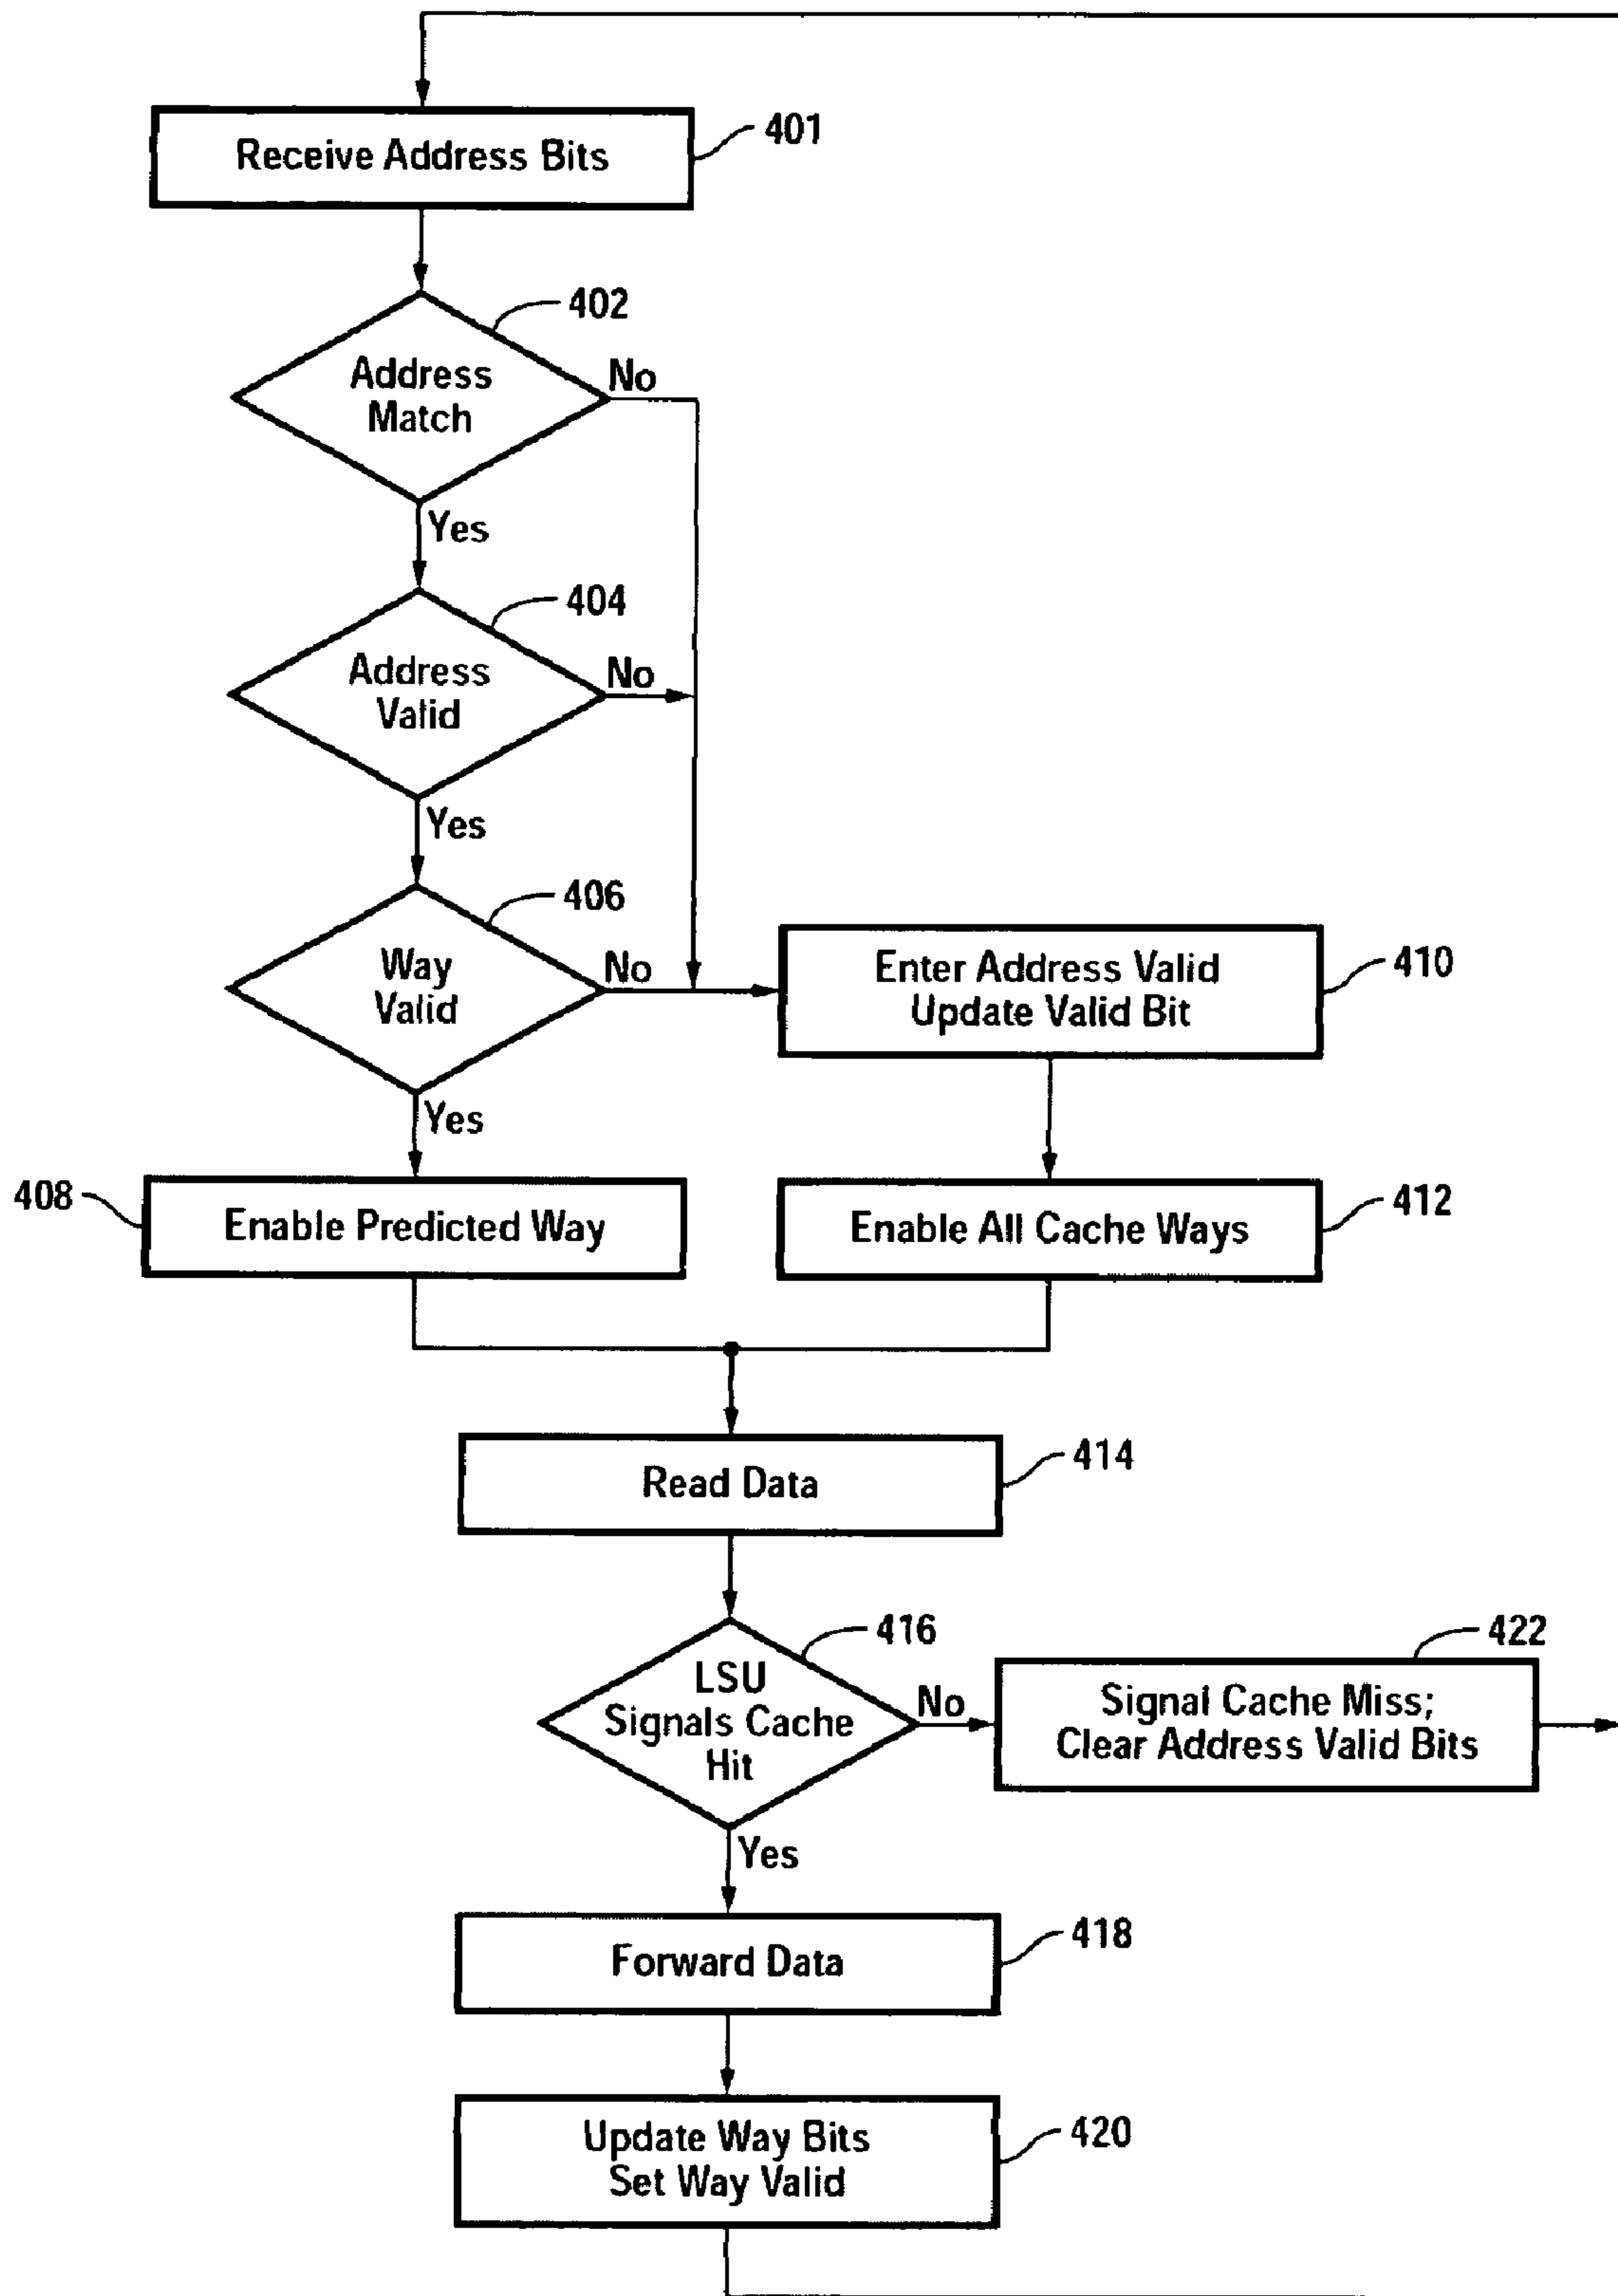 401
Receive Address Bits
402
Address
Match
No
Yes
404
Address
Valid
No
Yes
406
Way
Valid
No
Yes
Enter Address Valid
Update Valid Bit
410
408
Enable Predicted Way
Enable All Cache Ways
412
Read Data
414
416
LSU
Signals Cache
Hit
No
Yes
422
Signal Cache Miss;
Clear Address Valid Bits
Forward Data
418
Update Way Bits
Set Way Valid
420